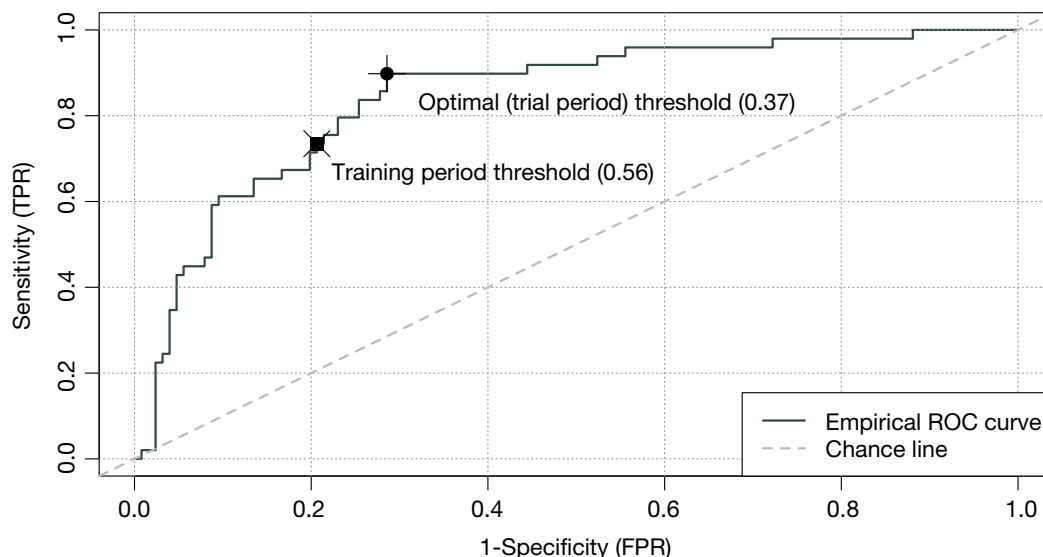 1.0
0.8
0.6
0.4
0.2
0.0
Sensitivity (TPR)
Optimal (trial period) threshold (0.37)
Training period threshold (0.56)
Empirical ROC curve
Chance line
0.0 0.2 0.4 0.6 0.8 1.0
1-Specificity (FPR)